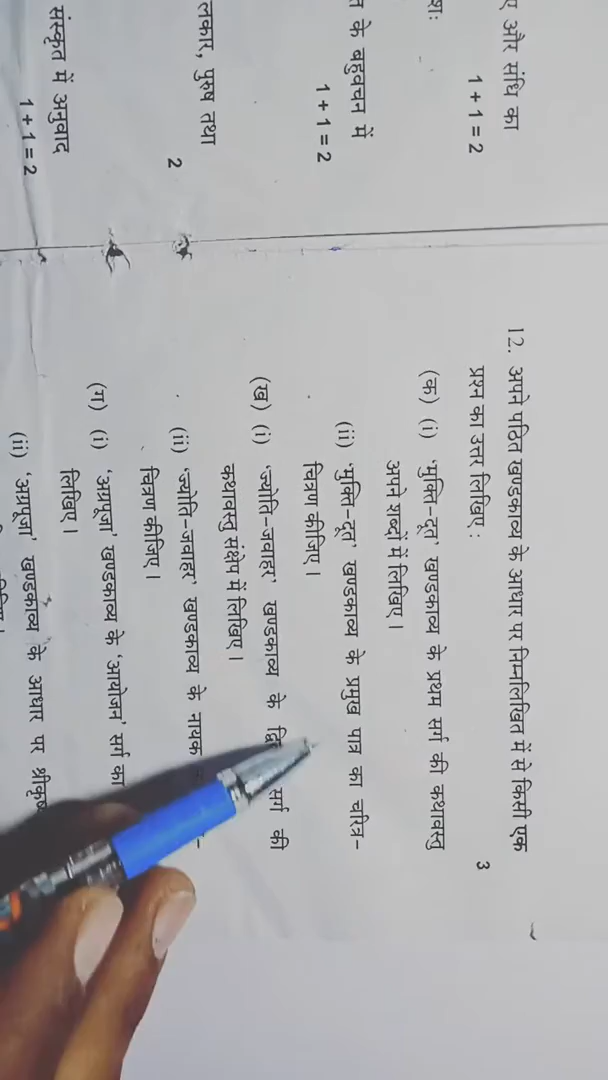 और संधि का
1 + 1 = 2
के बहुवचन में
1 + 1 = 2
लकार, पुरुष तथा
2
संस्कृत में अनुवाद
1 + 1 = 2
12. अपने पठित खण्डकाव्य के आधार पर निम्नलिखित में से किसी एक
प्रश्न का उत्तर लिखिए : 3
(क) (i) 'मुक्ति-दूत' खण्डकाव्य के प्रथम सर्ग की कथावस्तु
अपने शब्दों में लिखिए ।
(ii) 'मुक्ति-दूत' खण्डकाव्य के प्रमुख पात्र का चरित्र-
चित्रण कीजिए ।
(ख) (i) 'ज्योति-जवाहर' खण्डकाव्य के सर्ग की
कथावस्तु संक्षेप में लिखिए ।
(ii) 'ज्योति-जवाहर' खण्डकाव्य के नायक
चित्रण कीजिए ।
(ग) (i) 'अग्रपूजा' खण्डकाव्य के 'आयोजन' सर्ग का
लिखिए ।
(ii) 'अग्रपूजा' खण्डकाव्य के आधार पर